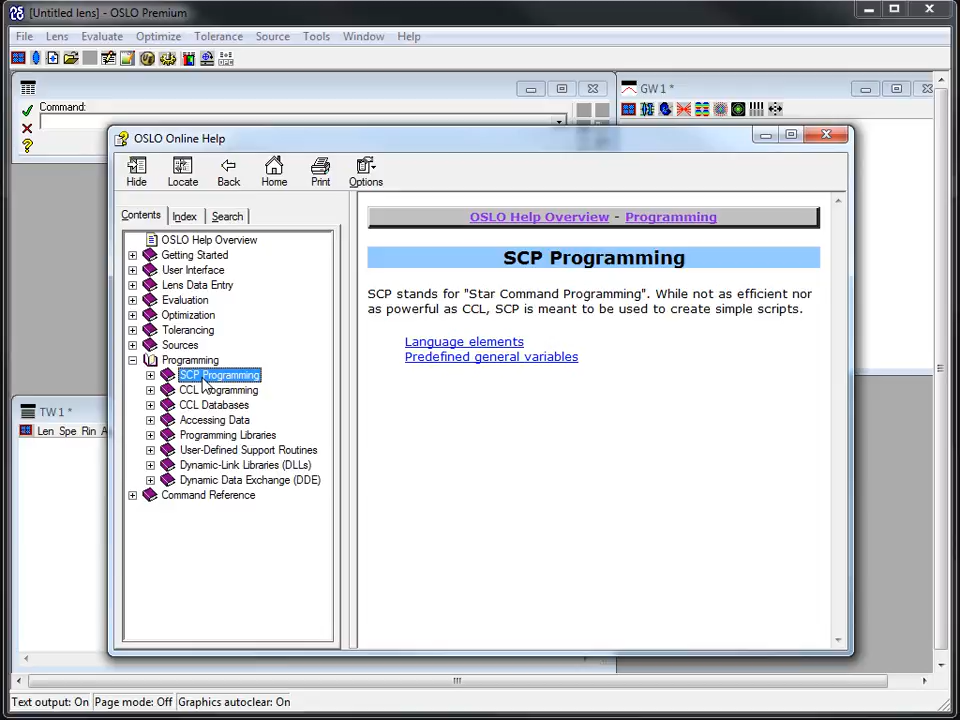 [Untitled lens] - OSLO Premium
File Lens Evaluate Optimize Tolerance Source Tools Window Help
Command:
GW 1 *
OSLO Online Help
Hide Locate Back Home Print Options
Contents Index Search
OSLO Help Overview
Getting Started
User Interface
Lens Data Entry
Evaluation
Optimization
Tolerancing
Sources
Programming
SCP Programming
CCL Programming
CCL Databases
Accessing Data
Programming Libraries
User-Defined Support Routines
Dynamic-Link Libraries (DLLs)
Dynamic Data Exchange (DDE)
Command Reference
OSLO Help Overview - Programming
SCP Programming
SCP stands for "Star Command Programming". While not as efficient nor
as powerful as CCL, SCP is meant to be used to create simple scripts.
Language elements
Predefined general variables
TW 1 *
Len Spe Rin A
Text output: On Page mode: Off Graphics autoclear: On